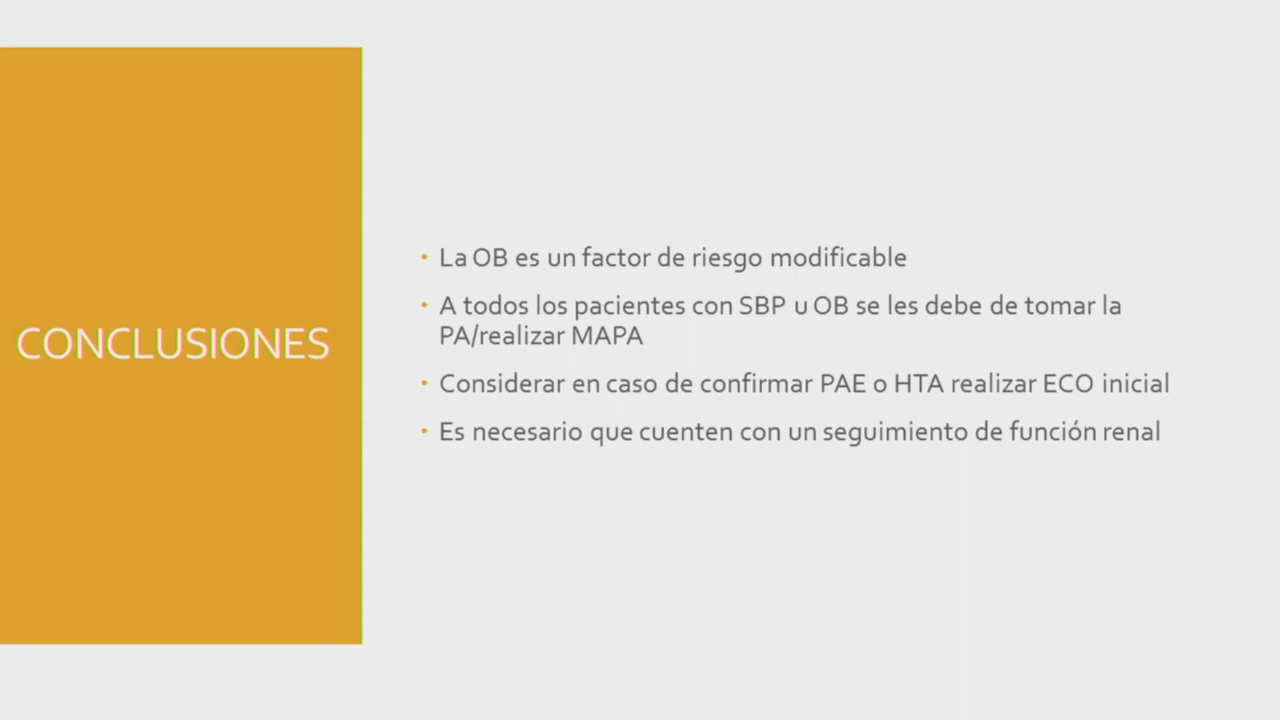 CONCLUSIONES
• La OB es un factor de riesgo modificable
• A todos los pacientes con SBP u OB se les debe de tomar la
PA/realizar MAPA
• Considerar en caso de confirmar PAE o HTA realizar ECO inicial
• Es necesario que cuenten con un seguimiento de función renal